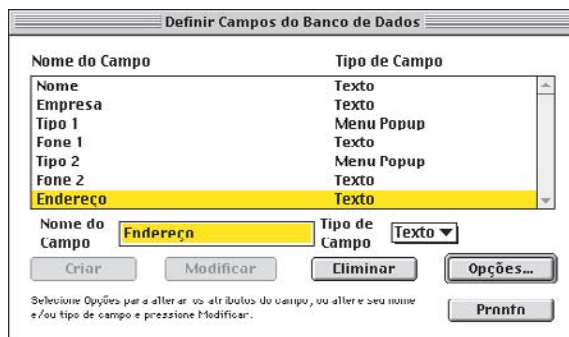 Definir Campos do Banco de Dados
Nome do Campo Tipo de Campo
Nome Texto
Empresa Texto
Tipo 1 Menu Popup
Fone 1 Texto
Tipo 2 Menu Popup
Fone 2 Texto
Endereço Texto
Nome do Campo Endereço Tipo de Campo Texto
Criar Modificar Eliminar Opções...
Selecione Opções para alterar os atributos do campo, ou altere seu nome
e/ou tipo de campo e pressione Modificar.
Pronto